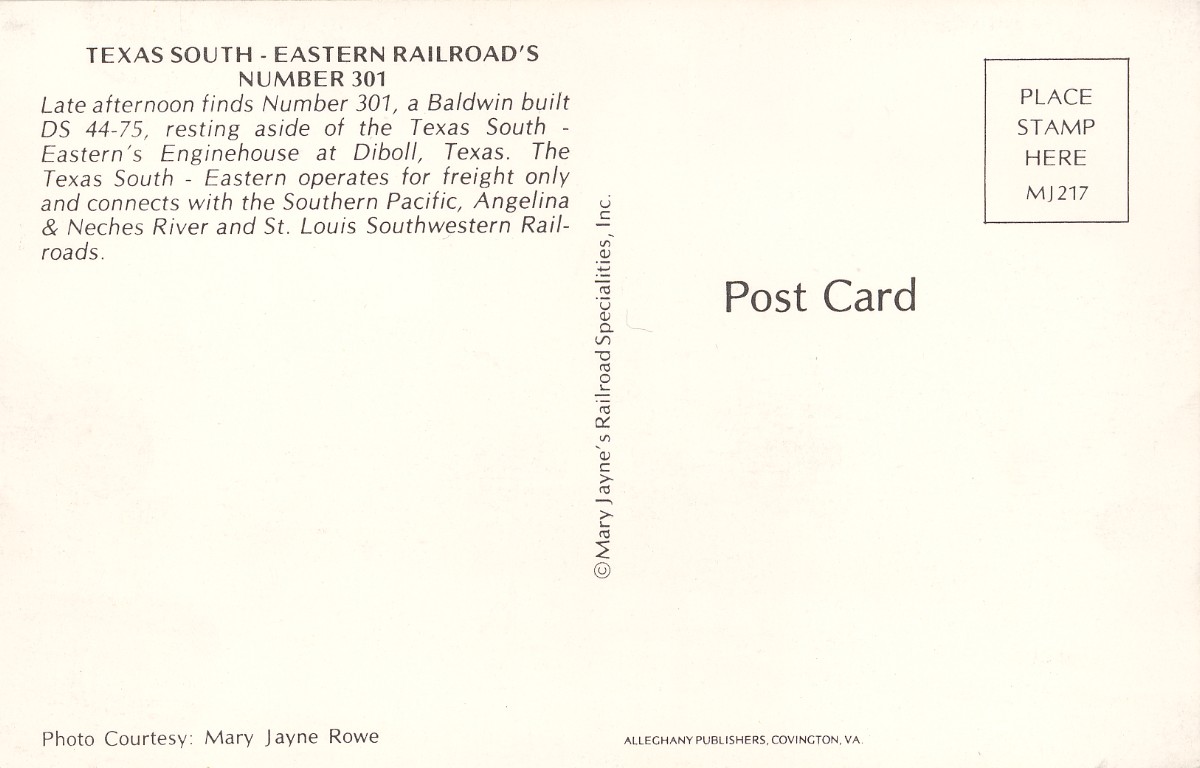 TEXAS SOUTH - EASTERN RAILROAD'S
NUMBER 301
Late afternoon finds Number 301, a Baldwin built
DS 44-75, resting aside of the Texas South -
Eastern's Enginehouse at Diboll, Texas. The
Texas South - Eastern operates for freight only
and connects with the Southern Pacific, Angelina
& Neches River and St. Louis Southwestern Rail-
roads.
Photo Courtesy: Mary Jayne Rowe
©Mary Jayne's Railroad Specialities, Inc.
PLACE
STAMP
HERE
MJ217
Post Card
ALLEGHANY PUBLISHERS, COVINGTON, VA.